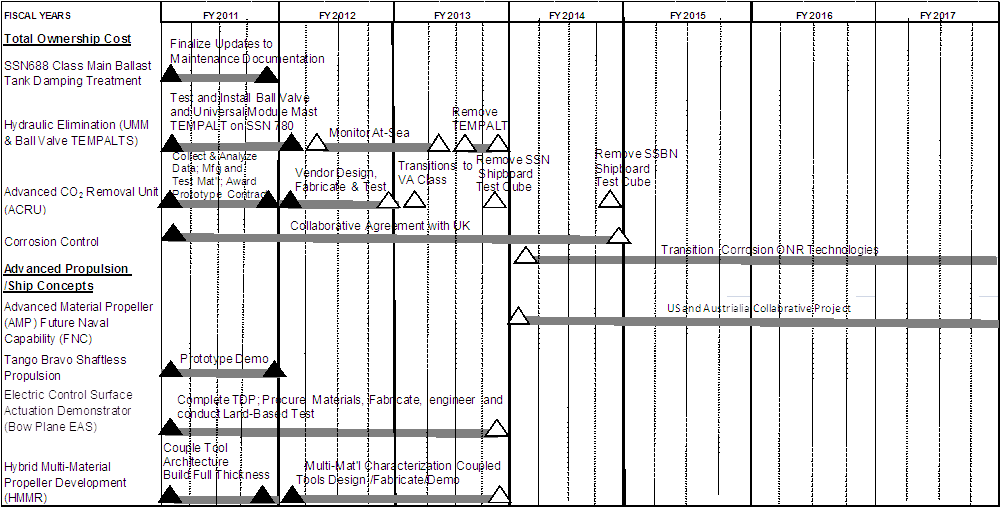 FISCAL YEARS FY 2011 FY 2012 FY 2013 FY 2014 FY 2015 FY 2016 FY 2017
Total Ownership Cost
SSN688 Class Main Ballast
Tank Damping Treatment
Finalize Updates to
Maintenance Documentation
Hydraulic Elimination (UMM
& Ball Valve TEMPALTS)
Test and Install Ball Valve
and Universal Module Mast
TEMPALT on SSN 780
Monitor At-Sea
Remove
TEMPALT
Advanced CO2 Removal Unit
(ACRU)
Collect & Analyze
Data; Mfg and
Test Mat'l; Award
Prototype Contract
Vendor Design,
Fabricate & Test
Transitions to
VA Class
Remove SSN
Shipboard
Test Cube
Remove SSBN
Shipboard
Test Cube
Corrosion Control
Collaborative Agreement with UK
Transition Corrosion ONR Technologies
Advanced Propulsion
/Ship Concepts
Advanced Material Propeller
(AMP) Future Naval
Capability (FNC)
US and Austrialia Collabrative Project
Tango Bravo Shaftless
Propulsion
Prototype Demo
Electric Control Surface
Actuation Demonstrator
(Bow Plane EAS)
Complete TDP; Procure Materials, Fabricate, engineer and
conduct Land-Based Test
Hybrid Multi-Material
Propeller Development
(HMMR)
Couple Tool
Architecture
Build Full Thickness
Multi-Mat'l Characterization Coupled
Tools Design /Fabricate/Demo